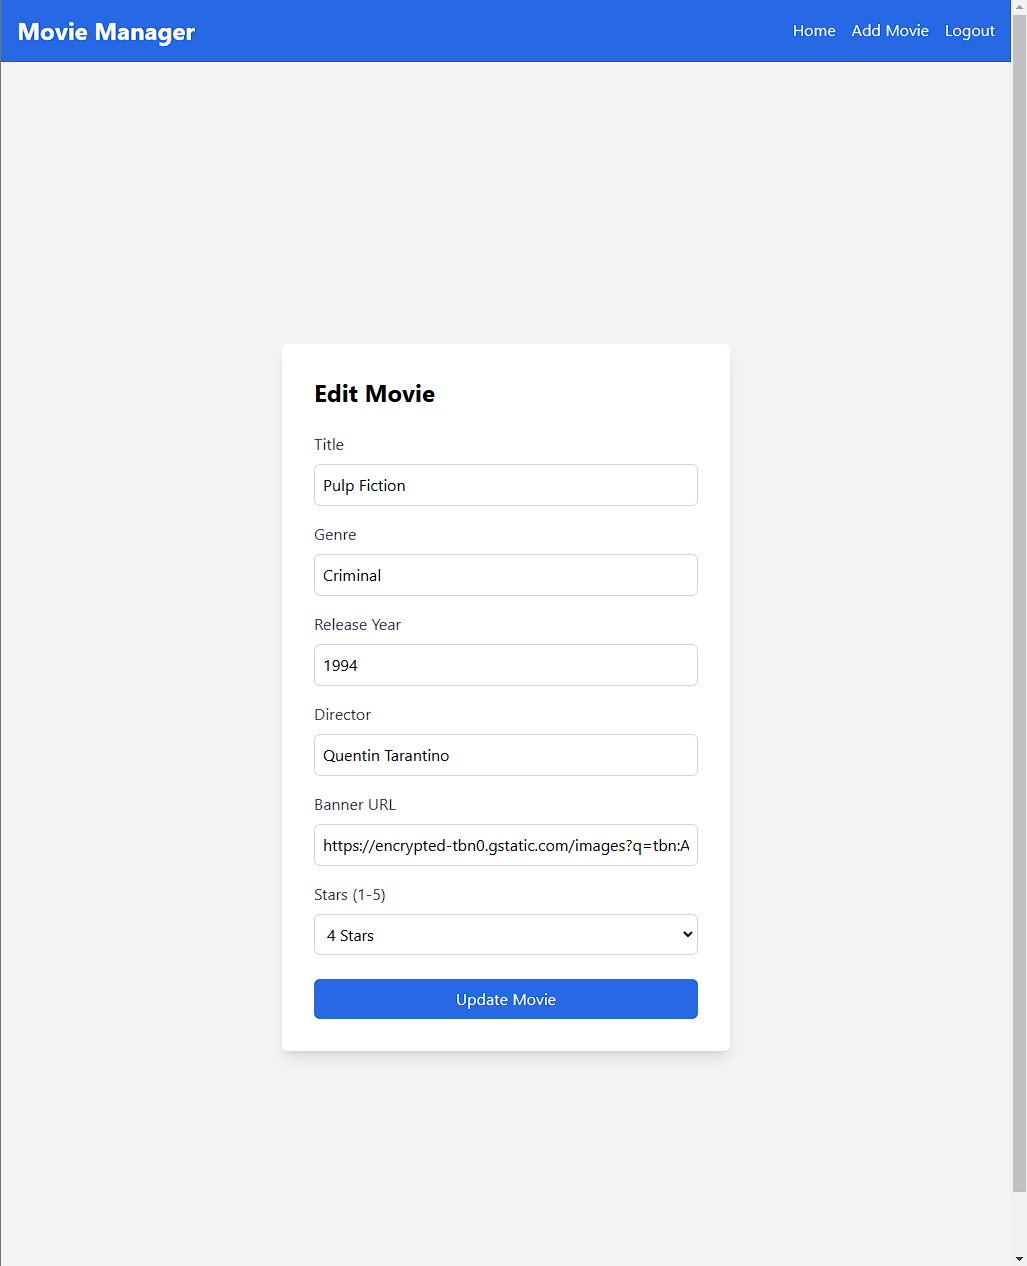 Movie Manager
Home Add Movie Logout
Edit Movie
Title
Pulp Fiction
Genre
Criminal
Release Year
1994
Director
Quentin Tarantino
Banner URL
https://encrypted-tbn0.gstatic.com/images?q=tbn:A
Stars (1-5)
4 Stars
Update Movie